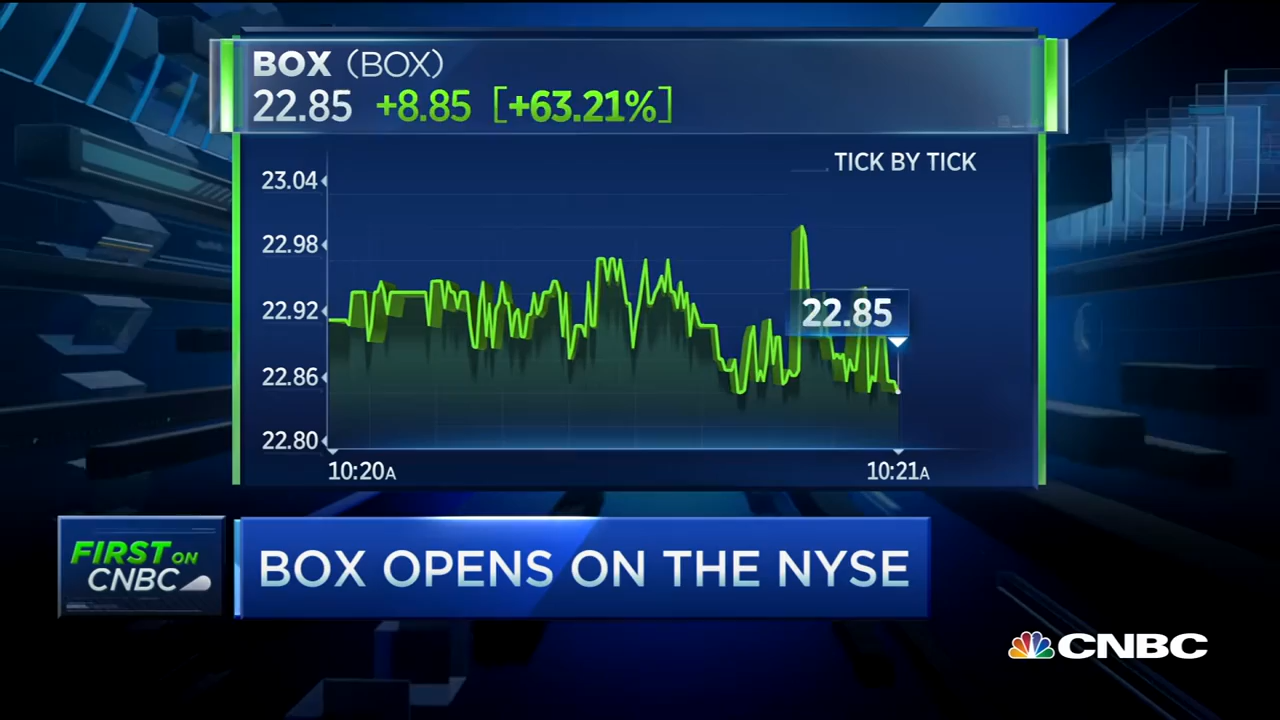 BOX (BOX)
22.85 +8.85 [+63.21%]
TICK BY TICK
23.04
22.98
22.92
22.86
22.80
22.85
10:20A
10:21A
FIRST ON
CNBC
BOX OPENS ON THE NYSE
CNBC